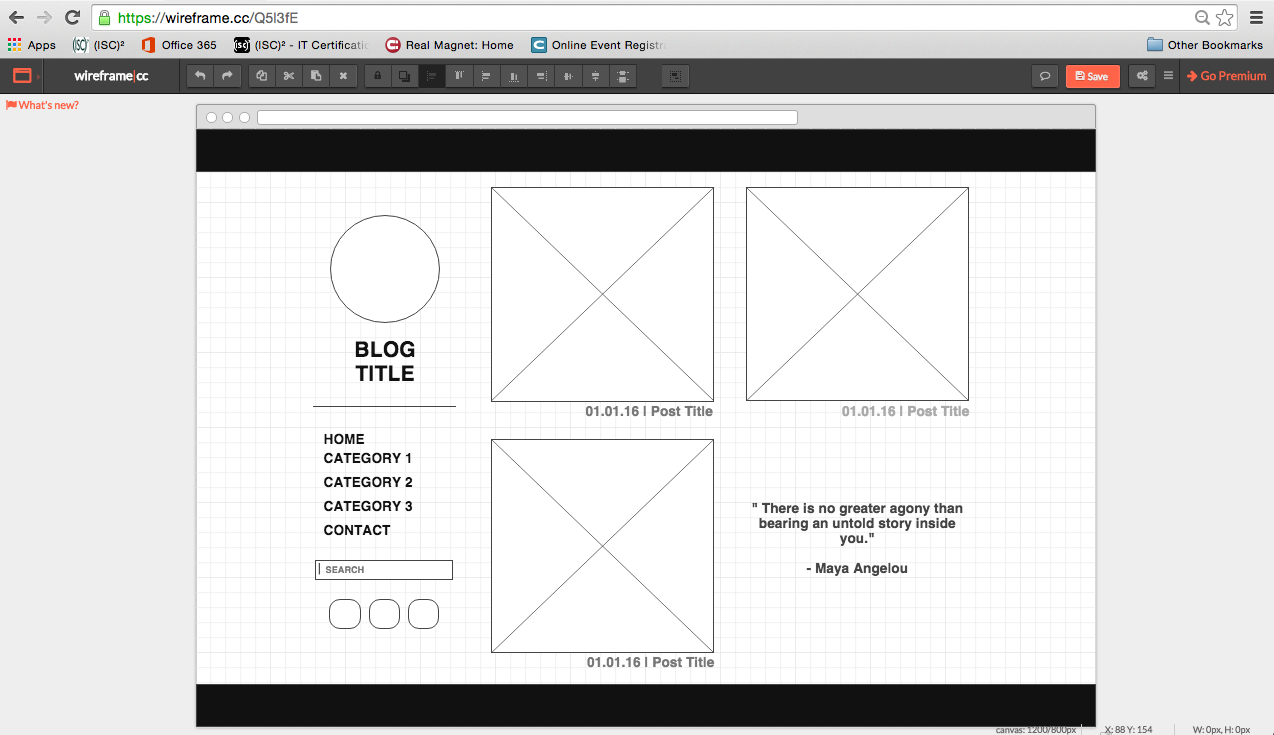 https://wireframe.cc/Q5l3fE
Apps (ISC)² Office 365 (ISC)² - IT Certificatio Real Magnet: Home Online Event Registr Other Bookmarks
wireframe|cc Save Go Premium
What's new?
BLOG
TITLE
01.01.16 | Post Title
01.01.16 | Post Title
HOME
CATEGORY 1
CATEGORY 2
CATEGORY 3
CONTACT
SEARCH
" There is no greater agony than
bearing an untold story inside
you."
- Maya Angelou
01.01.16 | Post Title
canvas: 1200/800px X: 88 Y: 154 W: 0px, H: 0px